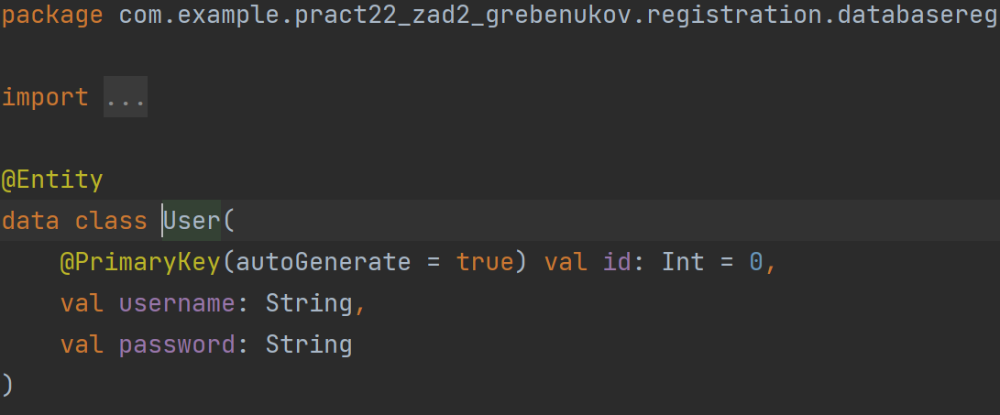 package com.example.pract22_zad2_grebenukov.registration.databasereg
import ...
@Entity
data class User(
    @PrimaryKey(autoGenerate = true) val id: Int = 0,
    val username: String,
    val password: String
)